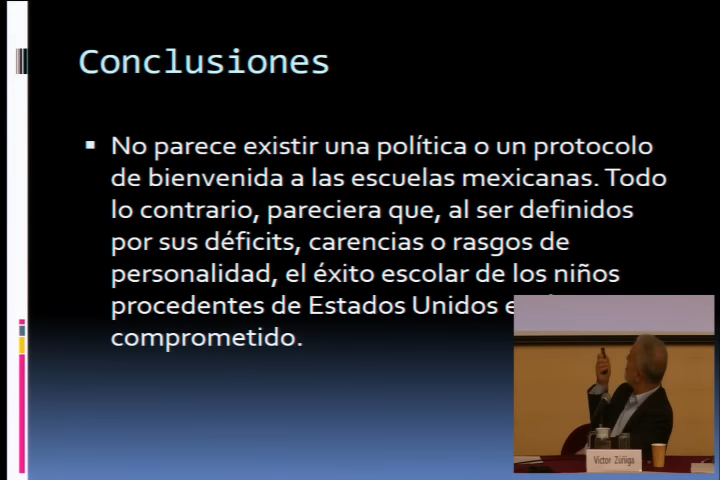 Conclusiones
No parece existir una política o un protocolo
de bienvenida a las escuelas mexicanas. Todo
lo contrario, pareciera que, al ser definidos
por sus déficits, carencias o rasgos de
personalidad, el éxito escolar de los niños
procedentes de Estados Unidos
comprometido.
Victor Zúñiga